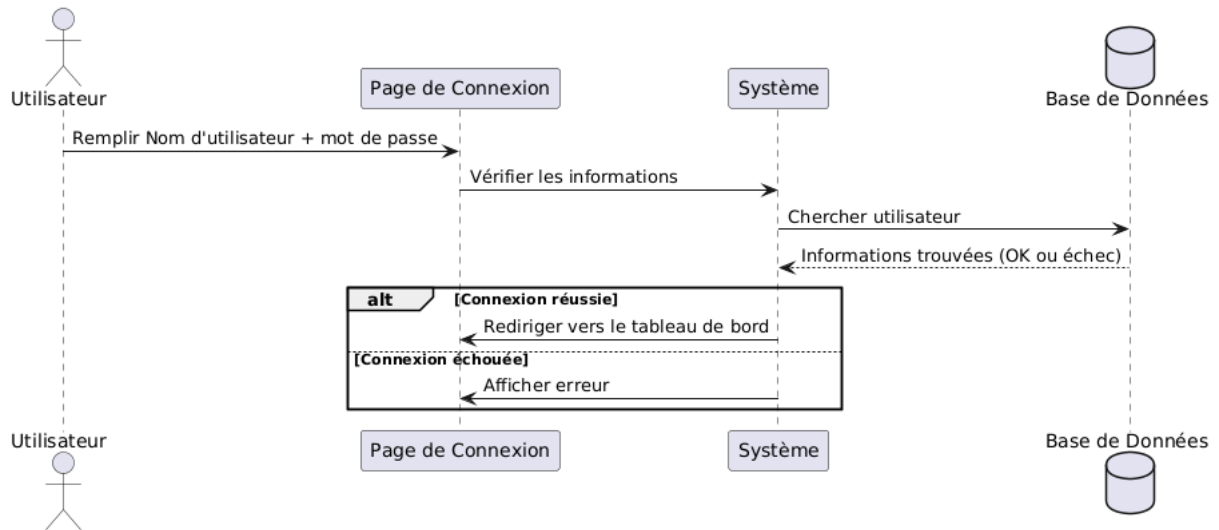 Utilisateur
Page de Connexion
Système
Base de Données
Remplir Nom d'utilisateur + mot de passe
Vérifier les informations
Chercher utilisateur
Informations trouvées (OK ou échec)
alt [Connexion réussie]
Rediriger vers le tableau de bord
[Connexion échouée]
Afficher erreur
Utilisateur
Page de Connexion
Système
Base de Données